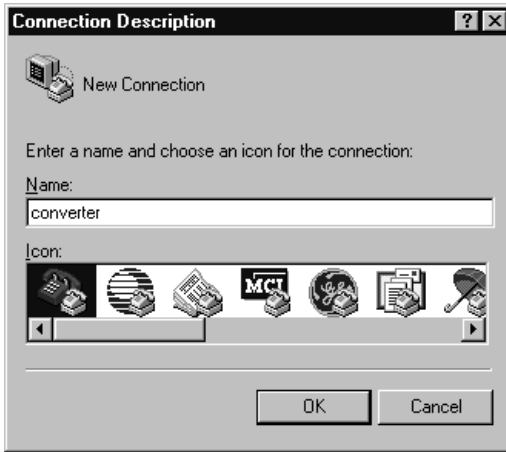 Connection Description
New Connection
Enter a name and choose an icon for the connection:
Name:
converter
Icon:
MCI
OK
Cancel